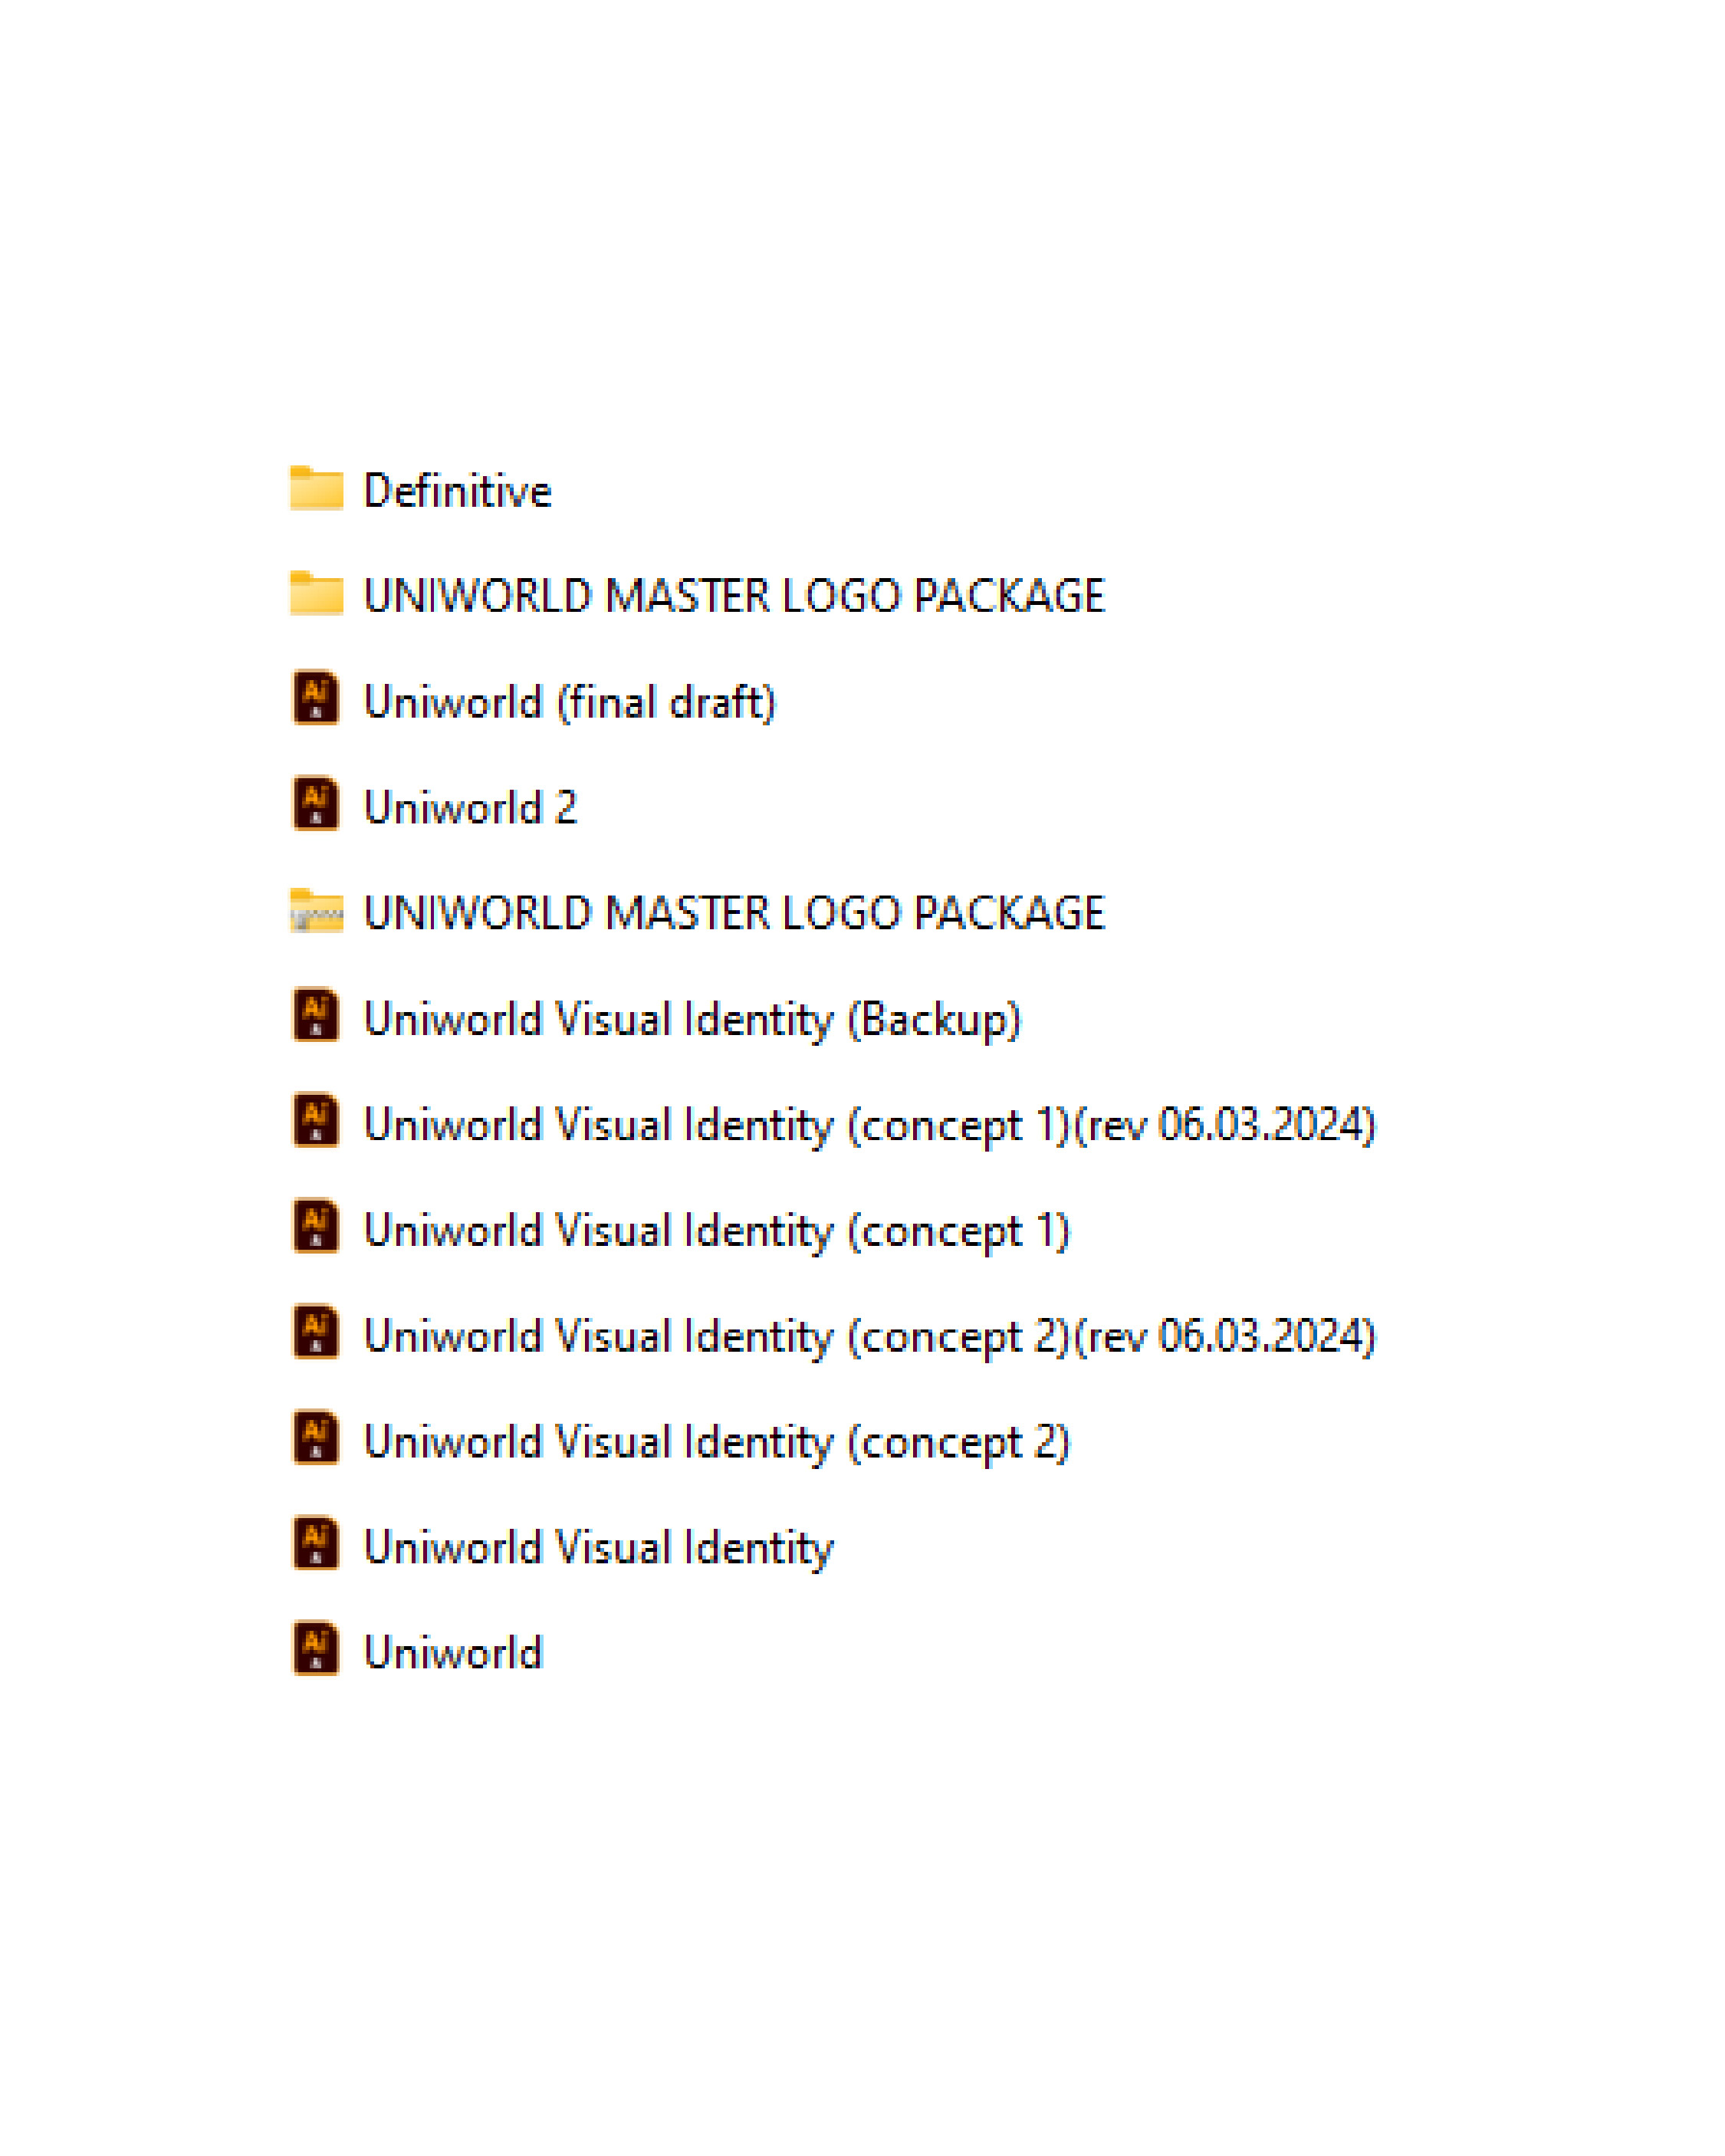 Definitive
UNIWORLD MASTER LOGO PACKAGE
Ai Uniworld (final draft)
Ai Uniworld 2
UNIWORLD MASTER LOGO PACKAGE
Ai Uniworld Visual Identity (Backup)
Ai Uniworld Visual Identity (concept 1)(rev 06.03.2024)
Ai Uniworld Visual Identity (concept 1)
Ai Uniworld Visual Identity (concept 2)(rev 06.03.2024)
Ai Uniworld Visual Identity (concept 2)
Ai Uniworld Visual Identity
Ai Uniworld